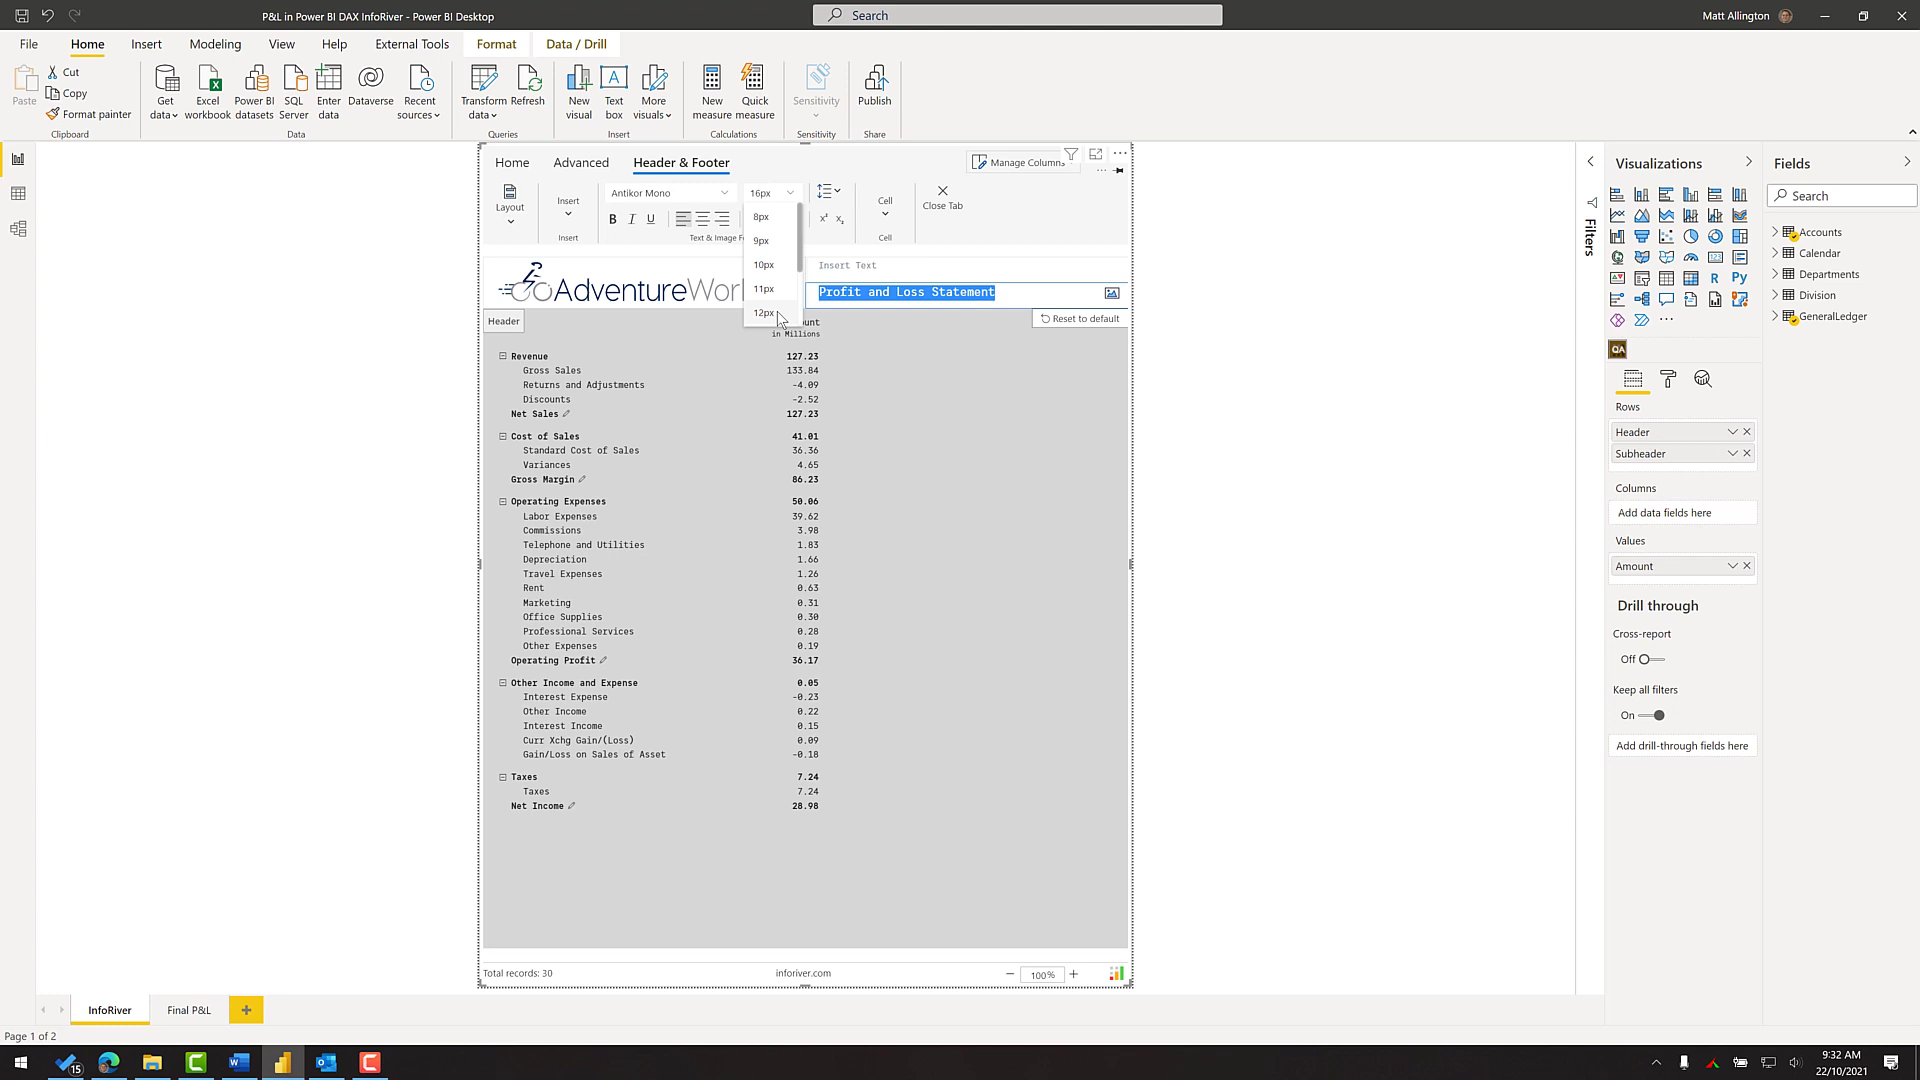 P&L in Power BI DAX InfoRiver - Power BI Desktop
Search
Matt Allington
File Home Insert Modeling View Help External Tools Format Data / Drill
Paste
Cut
Copy
Format painter
Clipboard
Get data
Excel workbook
Power BI datasets
SQL Server
Enter data
Dataverse
Recent sources
Data
Transform data
Refresh
Queries
New visual
Text box
More visuals
Insert
New measure
Quick measure
Calculations
Sensitivity
Sensitivity
Publish
Share
Home Advanced Header & Footer
Manage Columns
Layout
Insert
Insert
Antikor Mono
16px
B I U
Text & Image Fo
x² x₂
Cell
Cell
Close Tab
8px
9px
10px
11px
12px
AdventureWor
Insert Text
Profit and Loss Statement
Header
Reset to default
ount
in Millions
Revenue 127.23
Gross Sales 133.84
Returns and Adjustments -4.09
Discounts -2.52
Net Sales 127.23
Cost of Sales 41.01
Standard Cost of Sales 36.36
Variances 4.65
Gross Margin 86.23
Operating Expenses 50.06
Labor Expenses 39.62
Commissions 3.98
Telephone and Utilities 1.83
Depreciation 1.66
Travel Expenses 1.26
Rent 0.63
Marketing 0.31
Office Supplies 0.30
Professional Services 0.28
Other Expenses 0.19
Operating Profit 36.17
Other Income and Expense 0.05
Interest Expense -0.23
Other Income 0.22
Interest Income 0.15
Curr Xchg Gain/(Loss) 0.09
Gain/Loss on Sales of Asset -0.18
Taxes 7.24
Taxes 7.24
Net Income 28.98
Total records: 30
inforiver.com
100%
Filters
Visualizations
R
Py
123
QA
Rows
Header
Subheader
Columns
Add data fields here
Values
Amount
Drill through
Cross-report
Off
Keep all filters
On
Add drill-through fields here
Fields
Search
Accounts
Calendar
Departments
Division
GeneralLedger
InfoRiver
Final P&L
Page 1 of 2
15
9:32 AM
22/10/2021